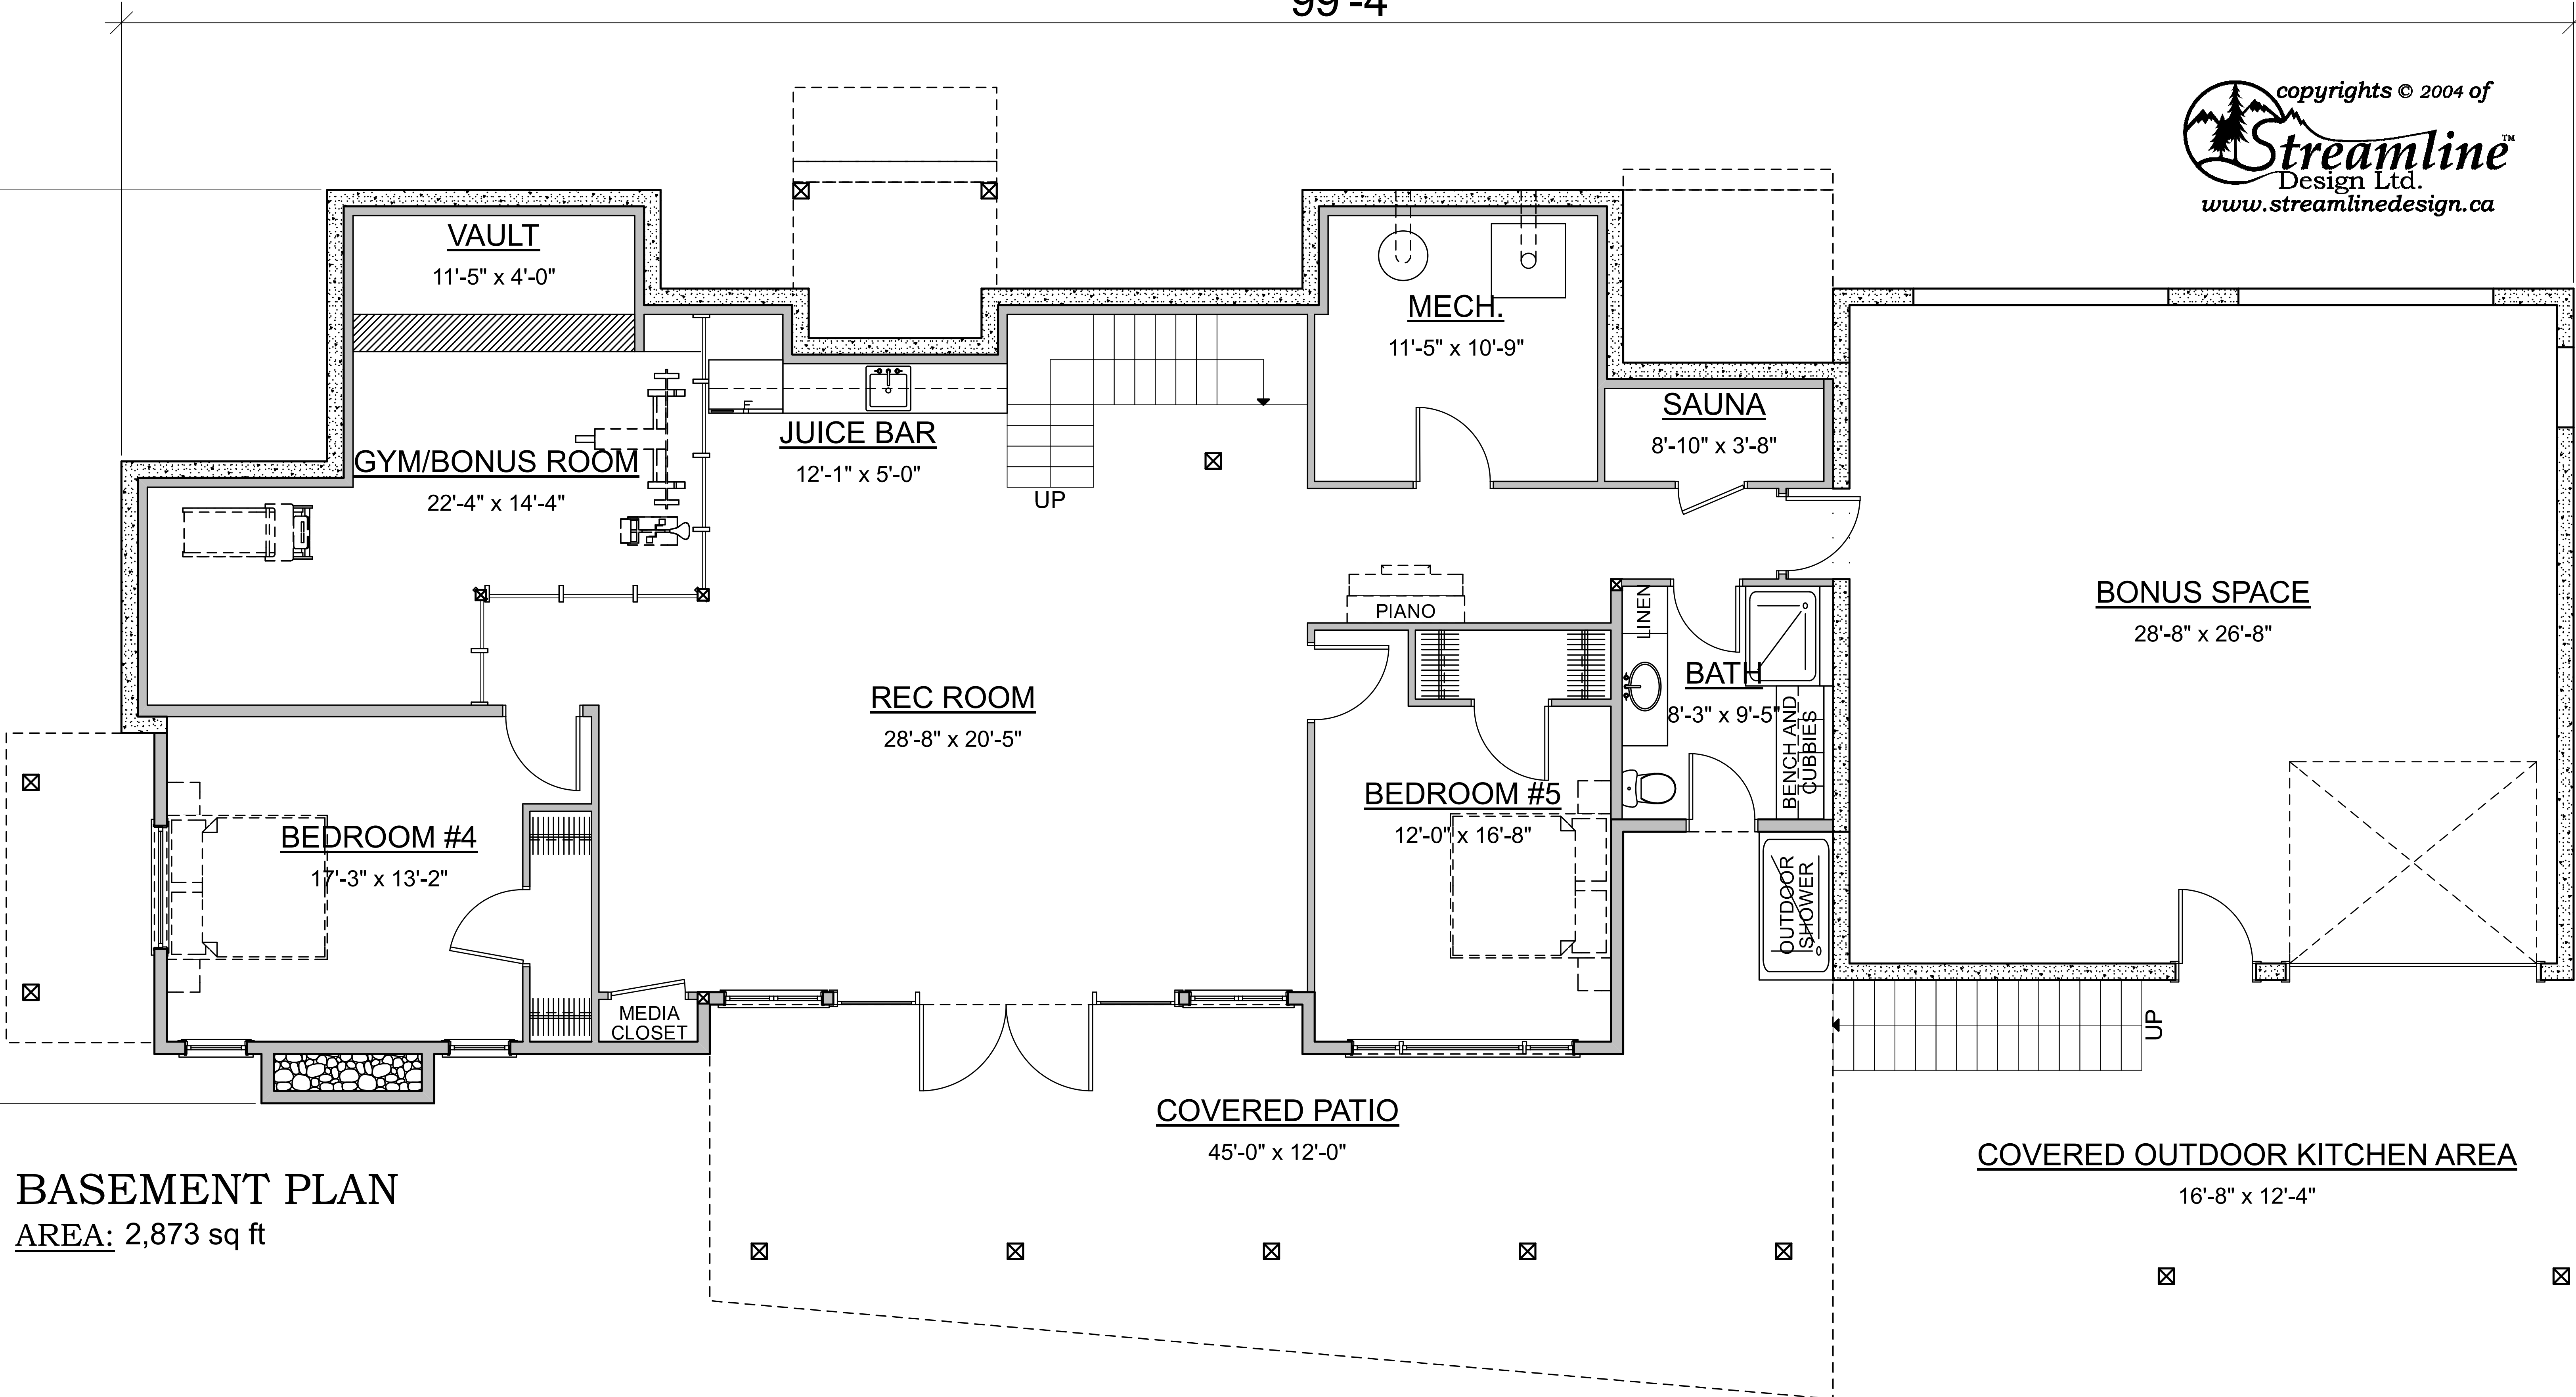 99'-4
copyrights © 2004 of
Streamline™
Design Ltd.
www.streamlinedesign.ca
VAULT
11'-5" x 4'-0"
MECH.
11'-5" x 10'-9"
SAUNA
8'-10" x 3'-8"
F
JUICE BAR
12'-1" x 5'-0"
GYM/BONUS ROOM
22'-4" x 14'-4"
UP
PIANO
LINEN
BONUS SPACE
28'-8" x 26'-8"
BATH
8'-3" x 9'-5"
BENCH AND
CUBBIES
REC ROOM
28'-8" x 20'-5"
BEDROOM #4
17'-3" x 13'-2"
BEDROOM #5
12'-0" x 16'-8"
OUTDOOR
SHOWER
MEDIA
CLOSET
UP
COVERED PATIO
45'-0" x 12'-0"
COVERED OUTDOOR KITCHEN AREA
16'-8" x 12'-4"
BASEMENT PLAN
AREA: 2,873 sq ft